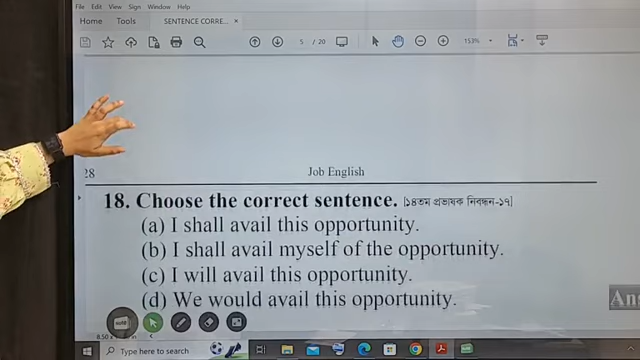 File Edit View Sign Window Help
Home Tools SENTENCE CORRE... ×
5 / 20 153%
28 Job English
18. Choose the correct sentence. [১৪তম প্রভাষক নিবন্ধন-১৭]
(a) I shall avail this opportunity.
(b) I shall avail myself of the opportunity.
(c) I will avail this opportunity.
(d) We would avail this opportunity.
Type here to search